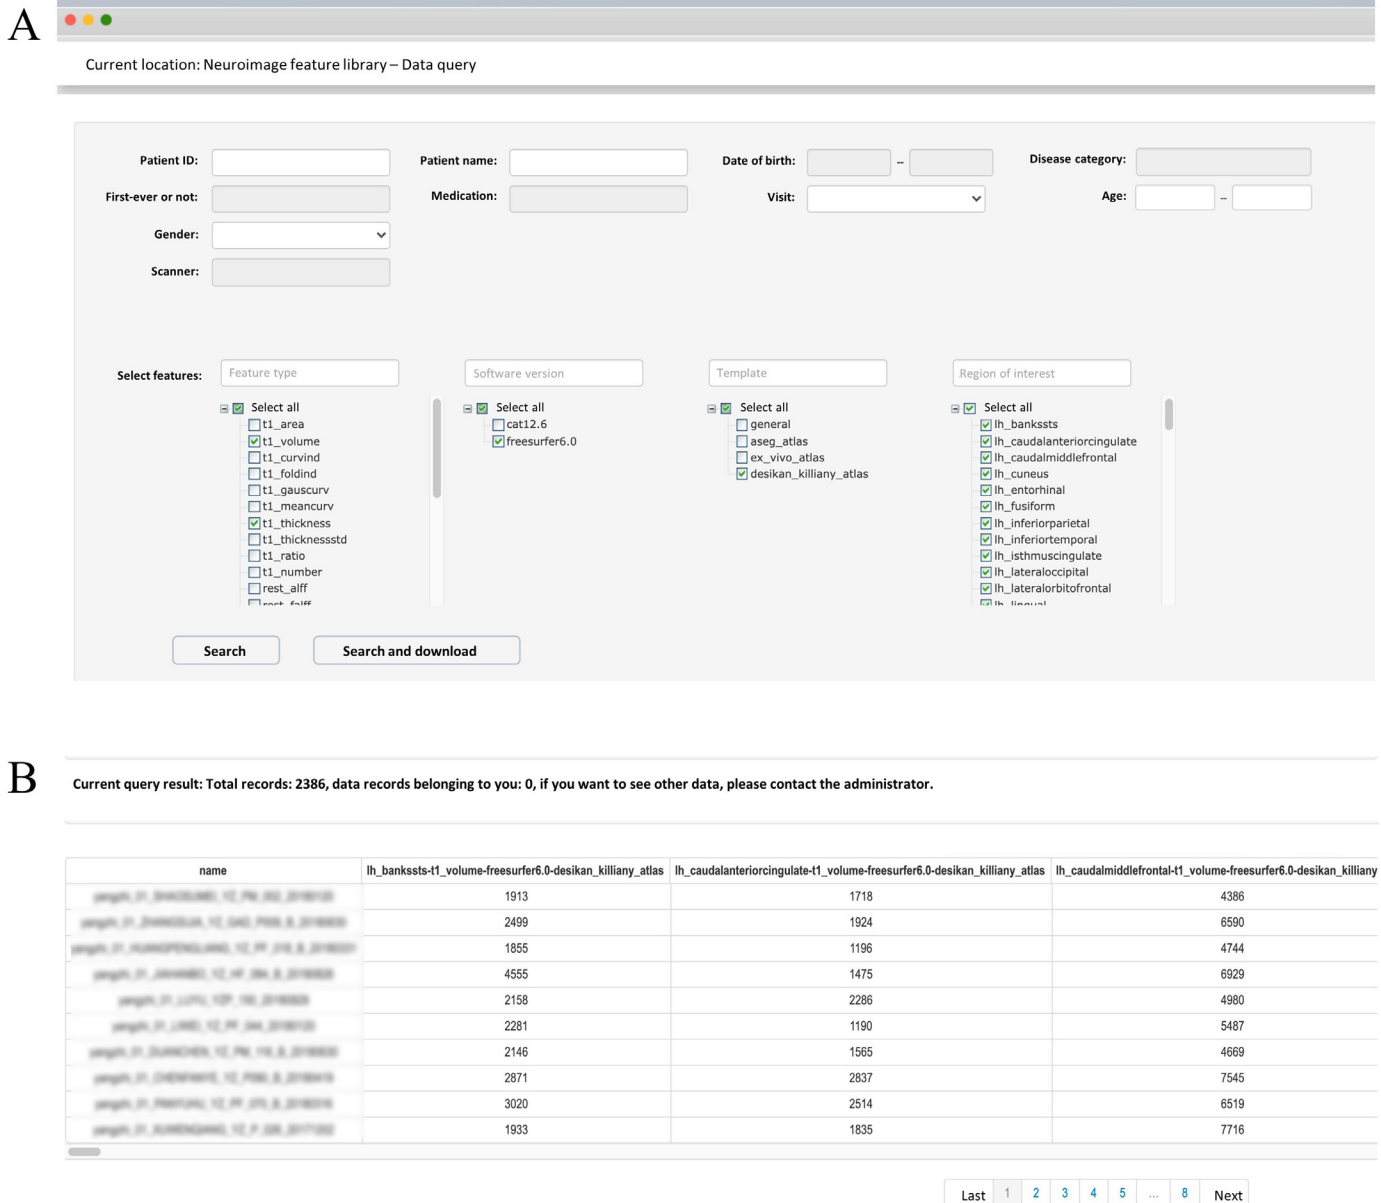 A
Current location: Neuroimage feature library – Data query
Patient ID: Patient name: Date of birth: -- Disease category:
First-ever or not: Medication: Visit: Age: --
Gender:
Scanner:
Select features: Feature type Software version Template Region of interest
Select all Select all Select all Select all
t1_area cat12.6 general lh_bankssts
t1_volume freesurfer6.0 aseg_atlas lh_caudalanteriorcingulate
t1_curvind ex_vivo_atlas lh_caudalmiddlefrontal
t1_foldind desikan_killiany_atlas lh_cuneus
t1_gauscurv lh_entorhinal
t1_meancurv lh_fusiform
t1_thickness lh_inferiorparietal
t1_thicknessstd lh_inferiortemporal
t1_ratio lh_isthmuscingulate
t1_number lh_lateraloccipital
rest_alff lh_lateralorbitofrontal
rest_falff lh_lingual
Search Search and download
B
Current query result: Total records: 2386, data records belonging to you: 0, if you want to see other data, please contact the administrator.
name lh_bankssts-t1_volume-freesurfer6.0-desikan_killiany_atlas lh_caudalanteriorcingulate-t1_volume-freesurfer6.0-desikan_killiany_atlas lh_caudalmiddlefrontal-t1_volume-freesurfer6.0-desikan_killiany
1913 1718 4386
2499 1924 6590
1855 1196 4744
4555 1475 6929
2158 2286 4980
2281 1190 5487
2146 1565 4669
2871 2837 7545
3020 2514 6519
1933 1835 7716
Last 1 2 3 4 5 ... 8 Next